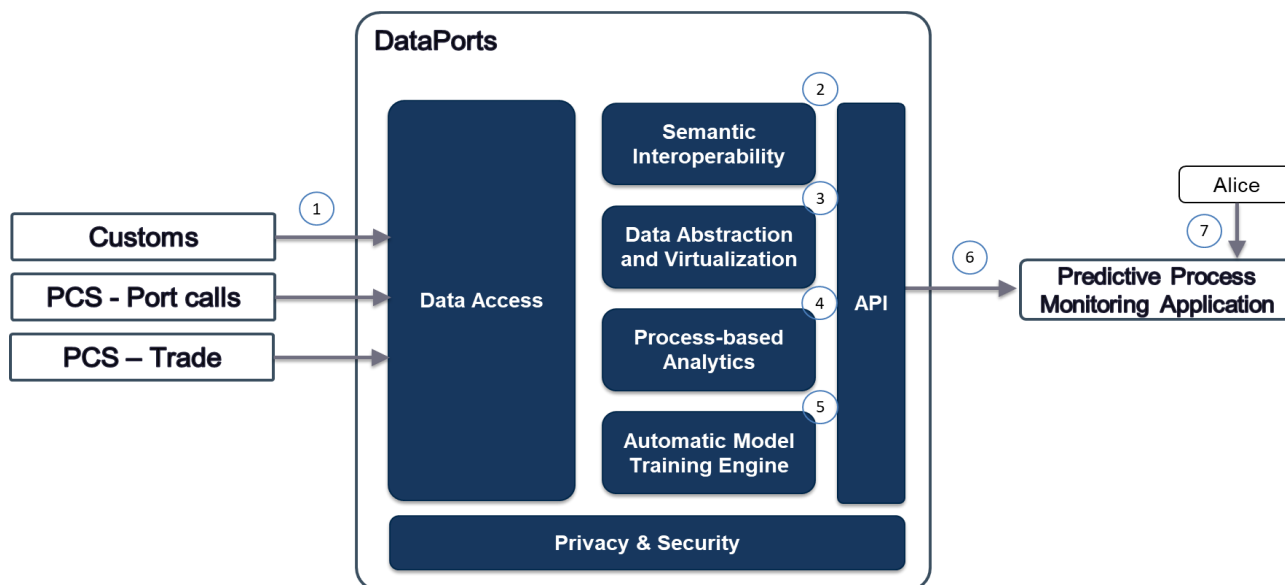 DataPorts
2
Semantic
Interoperability
Alice
1
3
7
Customs
Data Abstraction
and Virtualization
6
PCS - Port calls
Data Access
4
API
Predictive Process
Monitoring Application
PCS – Trade
Process-based
Analytics
5
Automatic Model
Training Engine
Privacy & Security